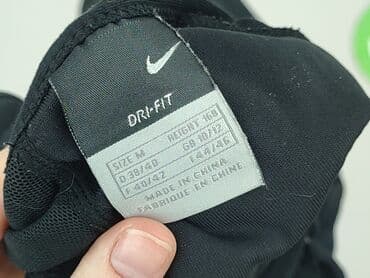 DRI-FIT
SIZE M HEIGHT 168
D 38/40 GB 10/12
F 40/42 I 44/46
MADE IN CHINA
FABRIQUE EN CHINE